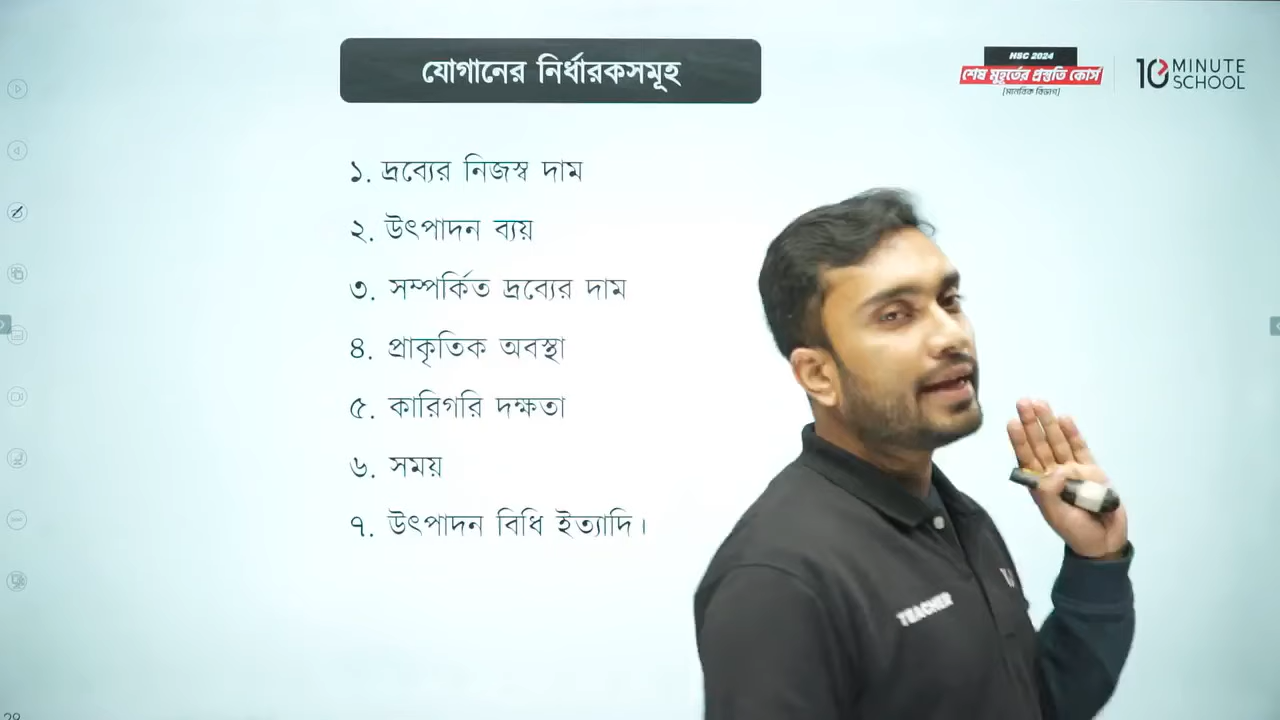 যোগানের নির্ধারকসমূহ
HSC 2024
শেষ মুহূর্তের প্রস্তুতি কোর্স
[মানবিক বিভাগ]
10 MINUTE SCHOOL
১. দ্রব্যের নিজস্ব দাম
২. উৎপাদন ব্যয়
৩. সম্পর্কিত দ্রব্যের দাম
৪. প্রাকৃতিক অবস্থা
৫. কারিগরি দক্ষতা
৬. সময়
৭. উৎপাদন বিধি ইত্যাদি।
TEACHER